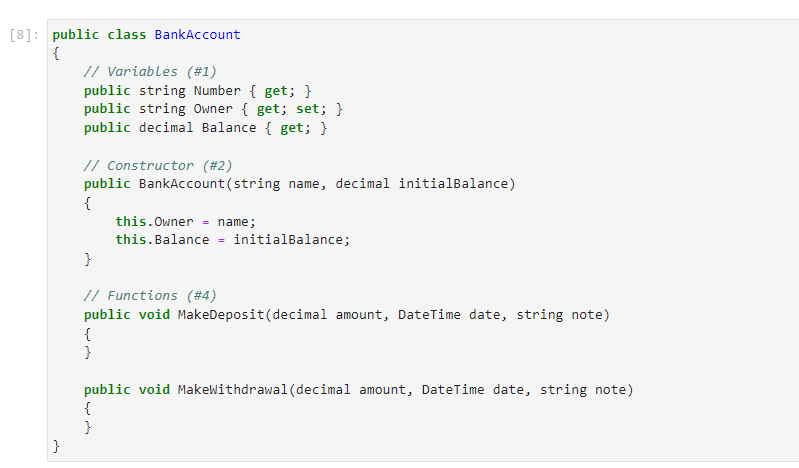 [8]: public class BankAccount
{
    // Variables (#1)
    public string Number { get; }
    public string Owner { get; set; }
    public decimal Balance { get; }

    // Constructor (#2)
    public BankAccount(string name, decimal initialBalance)
    {
        this.Owner = name;
        this.Balance = initialBalance;
    }

    // Functions (#4)
    public void MakeDeposit(decimal amount, DateTime date, string note)
    {
    }

    public void MakeWithdrawal(decimal amount, DateTime date, string note)
    {
    }
}